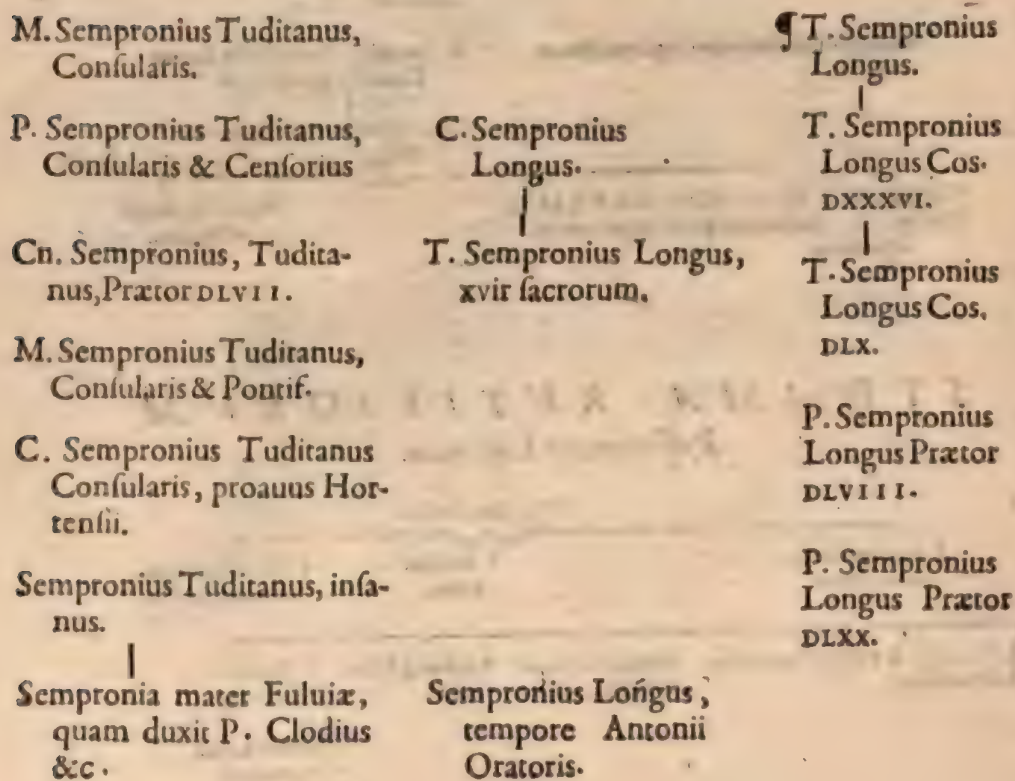 M. Sempronius Tuditanus,
Conſularis.
P. Sempronius Tuditanus,
Conſularis & Cenſorius
Cn. Sempronius, Tudita-
nus, Prætor DLVII.
M. Sempronius Tuditanus,
Conſularis & Pontif.
C. Sempronius Tuditanus
Conſularis, proauus Hor-
tenſii.
Sempronius Tuditanus, inſa-
nus.
Sempronia mater Fuluiæ,
quam duxit P. Clodius
&c.
C. Sempronius
Longus.
T. Sempronius Longus,
xvir ſacrorum.
Sempronius Longus,
tempore Antonii
Oratoris.
¶ T. Sempronius
Longus.
T. Sempronius
Longus Cos.
DXXXVI.
T. Sempronius
Longus Cos.
DLX.
P. Sempronius
Longus Prætor
DLVIII.
P. Sempronius
Longus Prætor
DLXX.